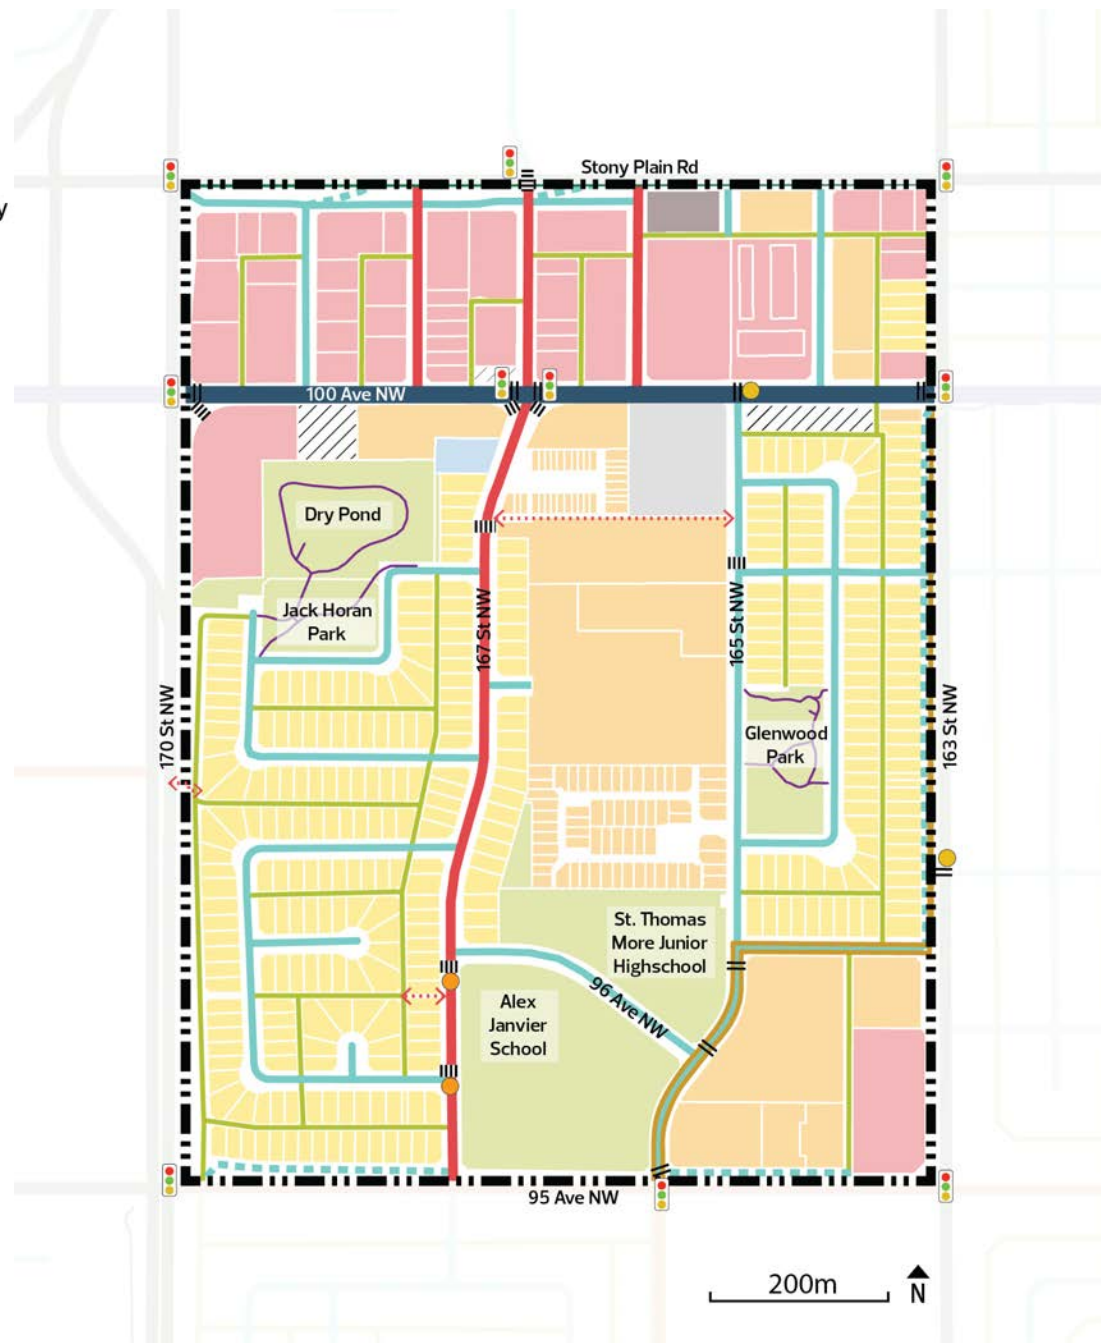 Stony Plain Rd
y
100 Ave NW
Dry Pond
Jack Horan
Park
167 St NW
165 St NW
170 St NW
163 St NW
Glenwood
Park
St. Thomas
More Junior
Highschool
96 Ave NW
Alex
Janvier
School
95 Ave NW
200m
N